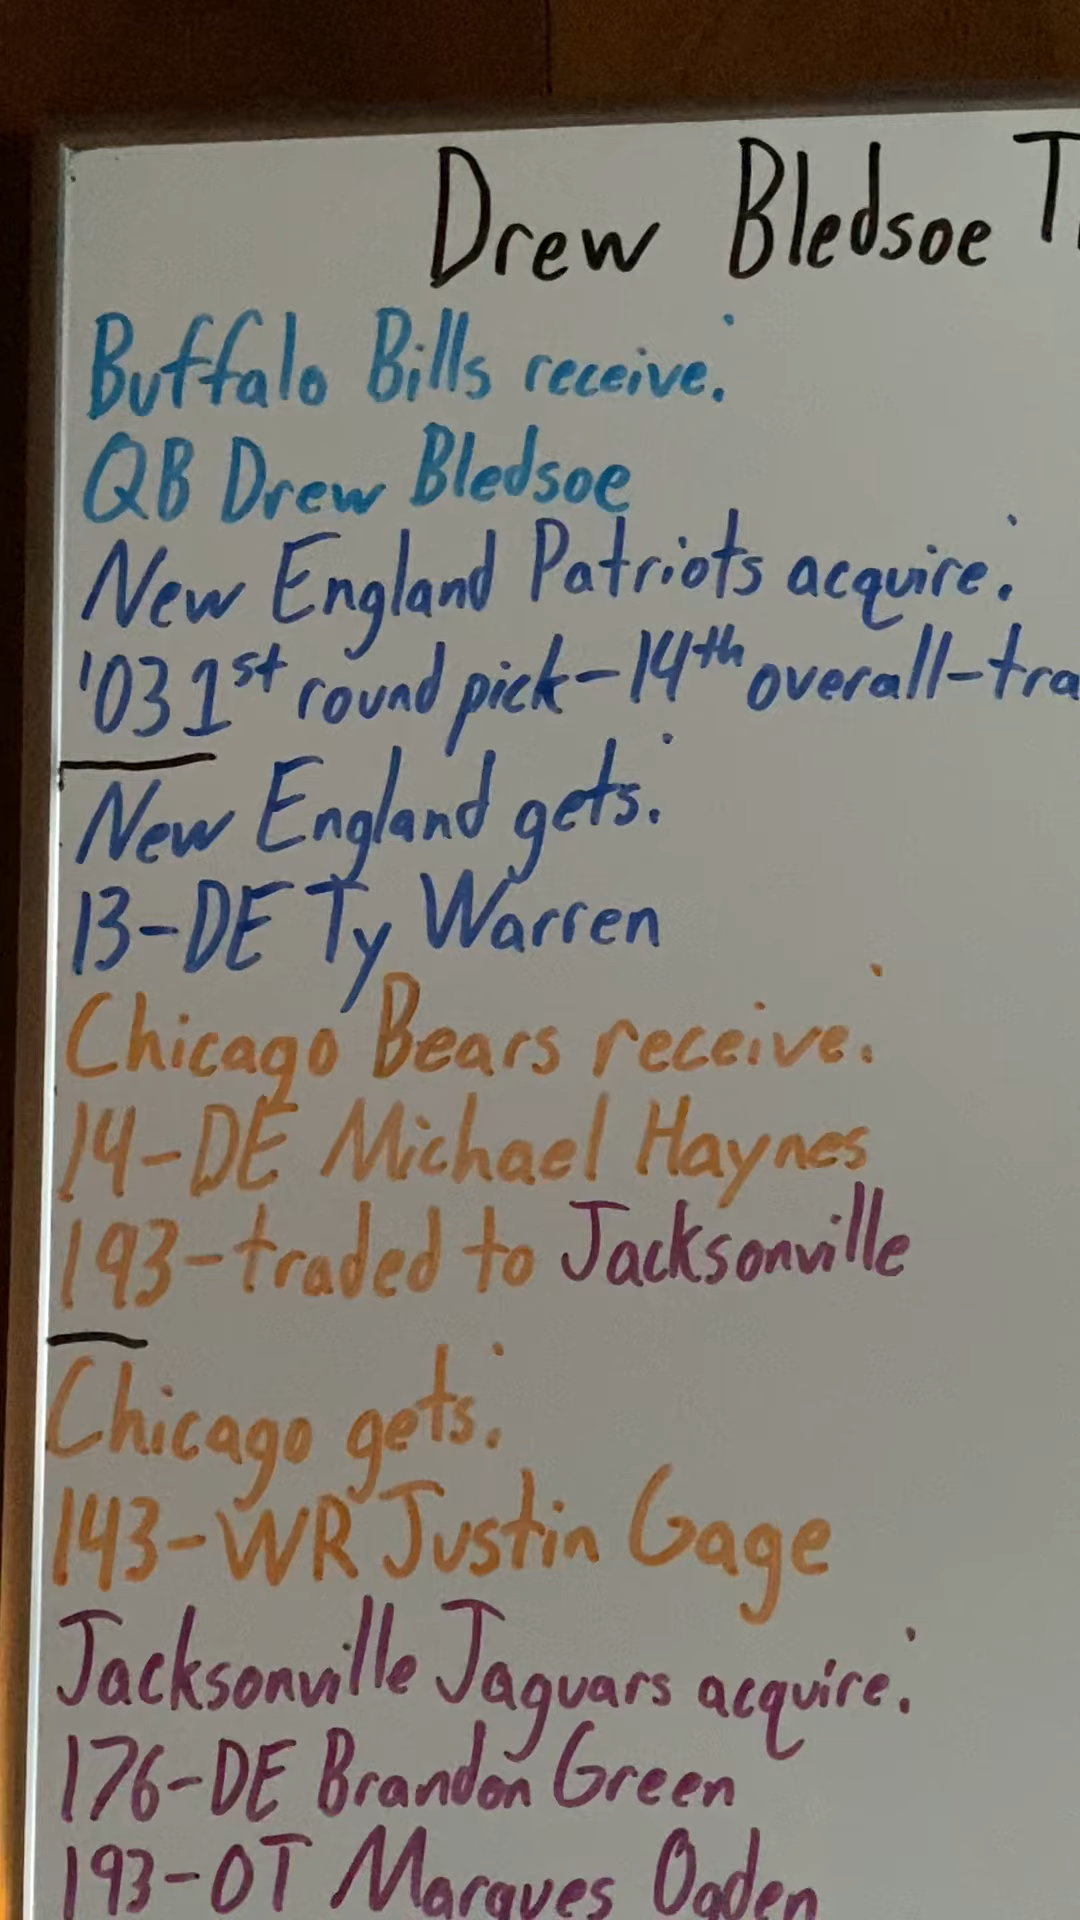 Drew Bledsoe T
Buffalo Bills receive:
QB Drew Bledsoe
New England Patriots acquire:
'03 1st round pick-14th overall-tra
New England gets:
13-DE Ty Warren
Chicago Bears receive:
14-DE Michael Haynes
193-traded to Jacksonville
Chicago gets:
143-WR Justin Gage
Jacksonville Jaguars acquire:
176-DE Brandon Green
193-OT Marques Ogden